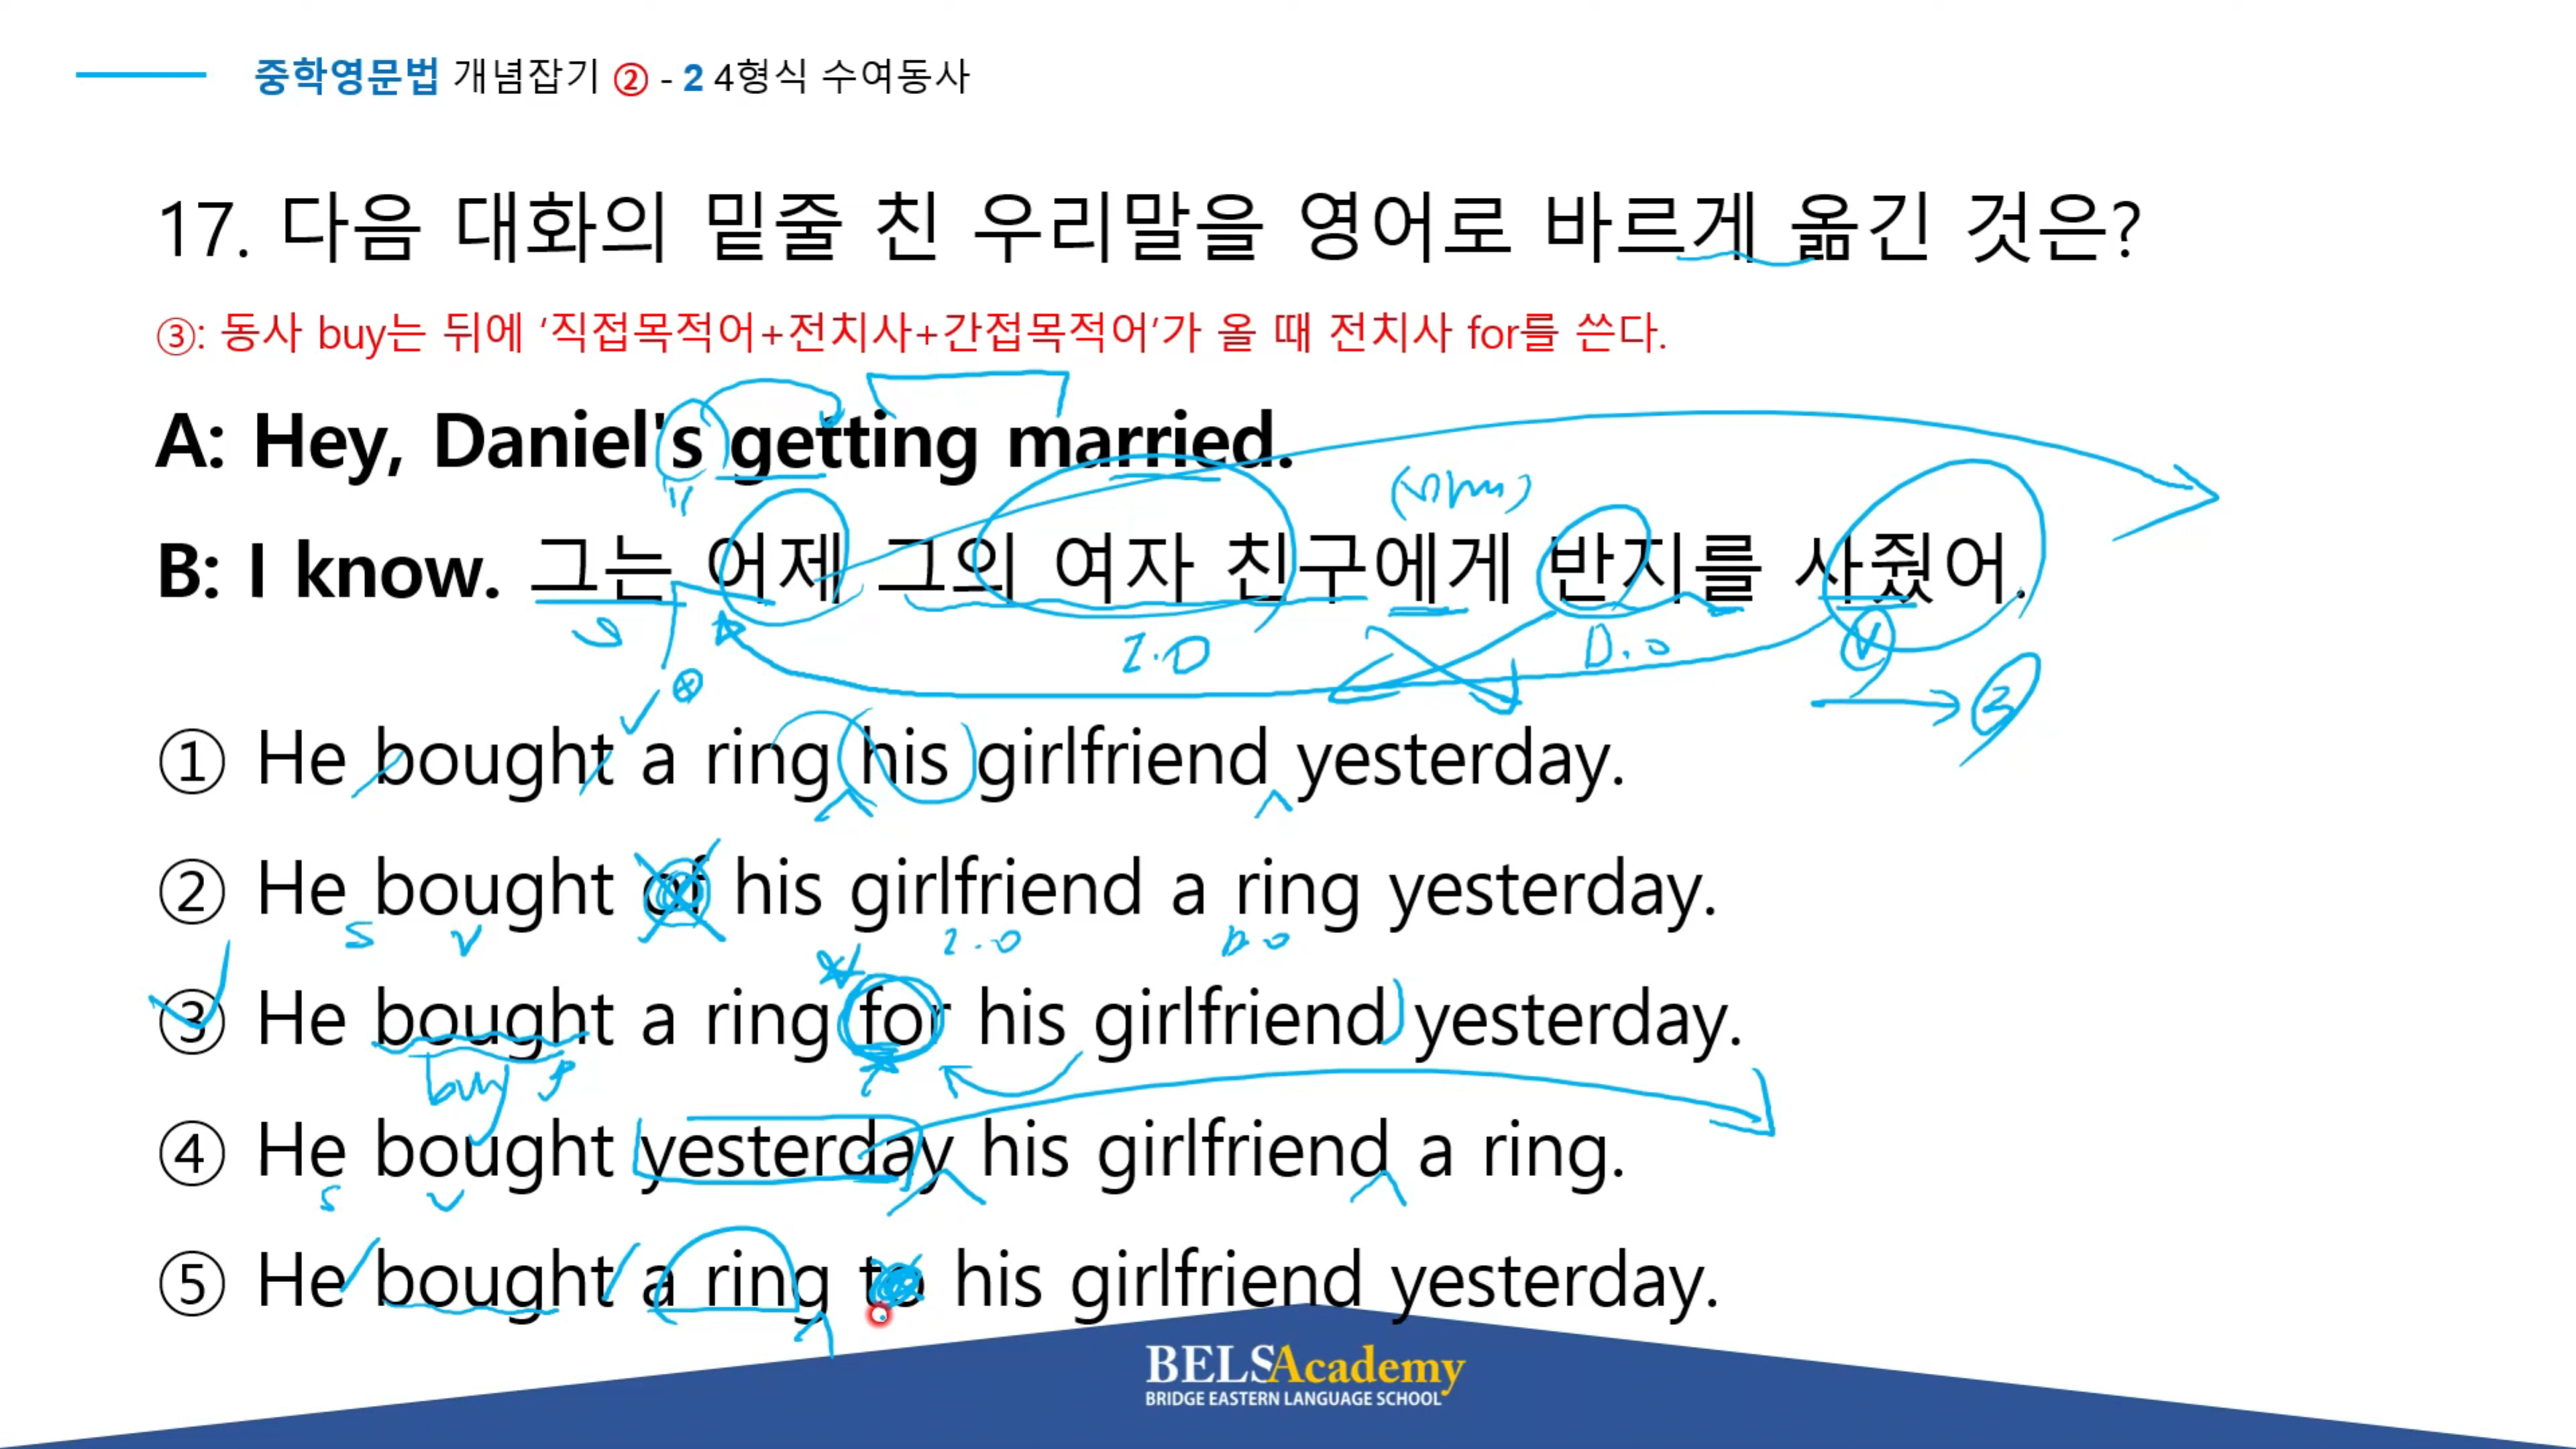 중학영문법 개념잡기 ② - 2 4형식 수여동사
17. 다음 대화의 밑줄 친 우리말을 영어로 바르게 옮긴 것은?
③: 동사 buy는 뒤에 '직접목적어+전치사+간접목적어'가 올 때 전치사 for를 쓴다.
A: Hey, Daniel's getting married.
B: I know. 그는 어제 그의 여자 친구에게 반지를 사줬어.
I.O D.O V
③
① He bought a ring his girlfriend yesterday.
② He bought of his girlfriend a ring yesterday.
S V I.O D.O
③ He bought a ring for his girlfriend yesterday.
buy
④ He bought yesterday his girlfriend a ring.
S V
⑤ He bought a ring to his girlfriend yesterday.
BELSAcademy
BRIDGE EASTERN LANGUAGE SCHOOL